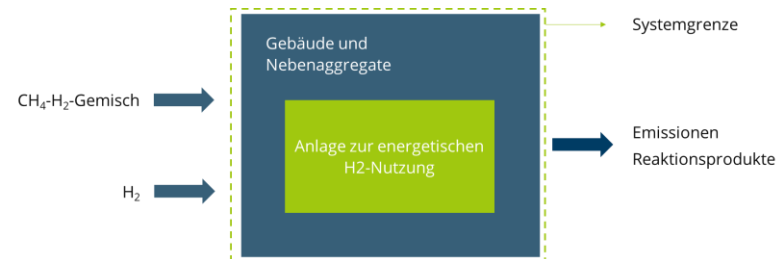 Systemgrenze
Gebäude und
Nebenaggregate
CH₄-H₂-Gemisch
Anlage zur energetischen
H2-Nutzung
Emissionen
Reaktionsprodukte
H₂